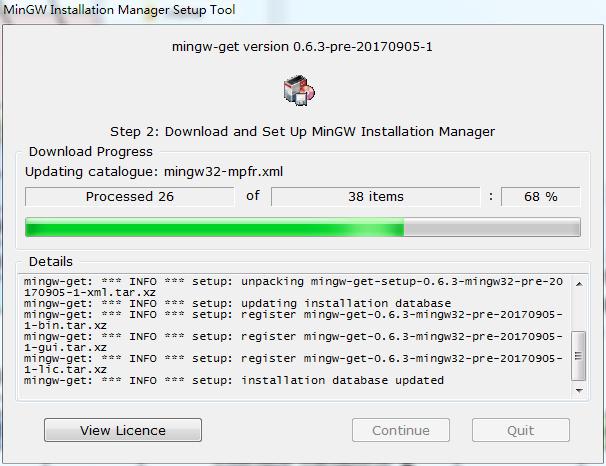 MinGW Installation Manager Setup Tool
mingw-get version 0.6.3-pre-20170905-1
Step 2: Download and Set Up MinGW Installation Manager
Download Progress
Updating catalogue: mingw32-mpfr.xml
Processed 26 of 38 items : 68 %
Details
mingw-get: *** INFO *** setup: unpacking mingw-get-setup-0.6.3-mingw32-pre-20
170905-1-xml.tar.xz
mingw-get: *** INFO *** setup: updating installation database
mingw-get: *** INFO *** setup: register mingw-get-0.6.3-mingw32-pre-20170905-
1-bin.tar.xz
mingw-get: *** INFO *** setup: register mingw-get-0.6.3-mingw32-pre-20170905-
1-gui.tar.xz
mingw-get: *** INFO *** setup: register mingw-get-0.6.3-mingw32-pre-20170905-
1-lic.tar.xz
mingw-get: *** INFO *** setup: installation database updated
View Licence Continue Quit